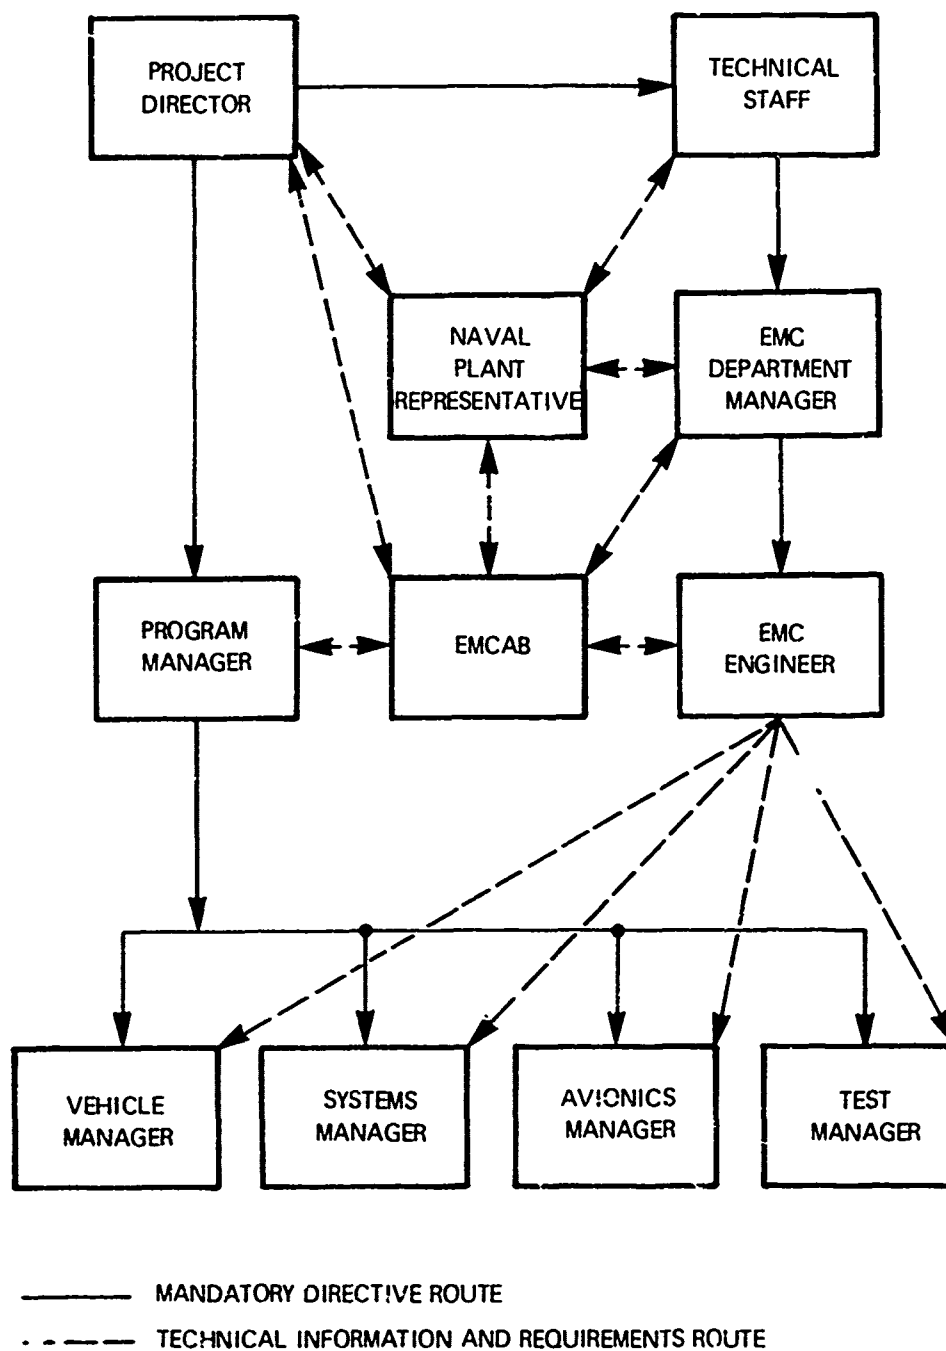 PROJECT
DIRECTOR
TECHNICAL
STAFF
NAVAL
PLANT
REPRESENTATIVE
EMC
DEPARTMENT
MANAGER
PROGRAM
MANAGER
EMCAB
EMC
ENGINEER
VEHICLE
MANAGER
SYSTEMS
MANAGER
AVIONICS
MANAGER
TEST
MANAGER
MANDATORY DIRECTIVE ROUTE
TECHNICAL INFORMATION AND REQUIREMENTS ROUTE